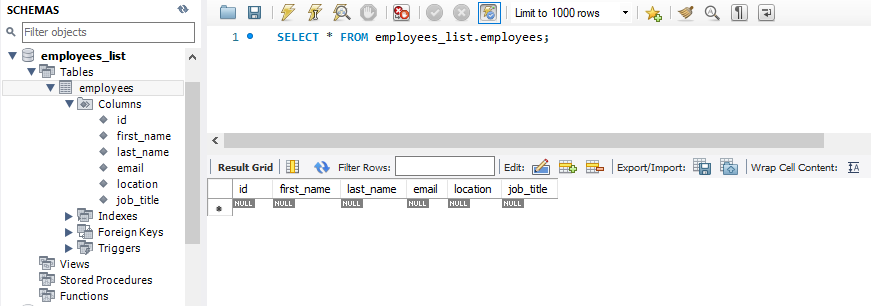 SCHEMAS
Filter objects
employees_list
Tables
employees
Columns
id
first_name
last_name
email
location
job_title
Indexes
Foreign Keys
Triggers
Views
Stored Procedures
Functions
Limit to 1000 rows
1 SELECT * FROM employees_list.employees;
Result Grid Filter Rows: Edit: Export/Import: Wrap Cell Content:
id first_name last_name email location job_title
NULL NULL NULL NULL NULL NULL